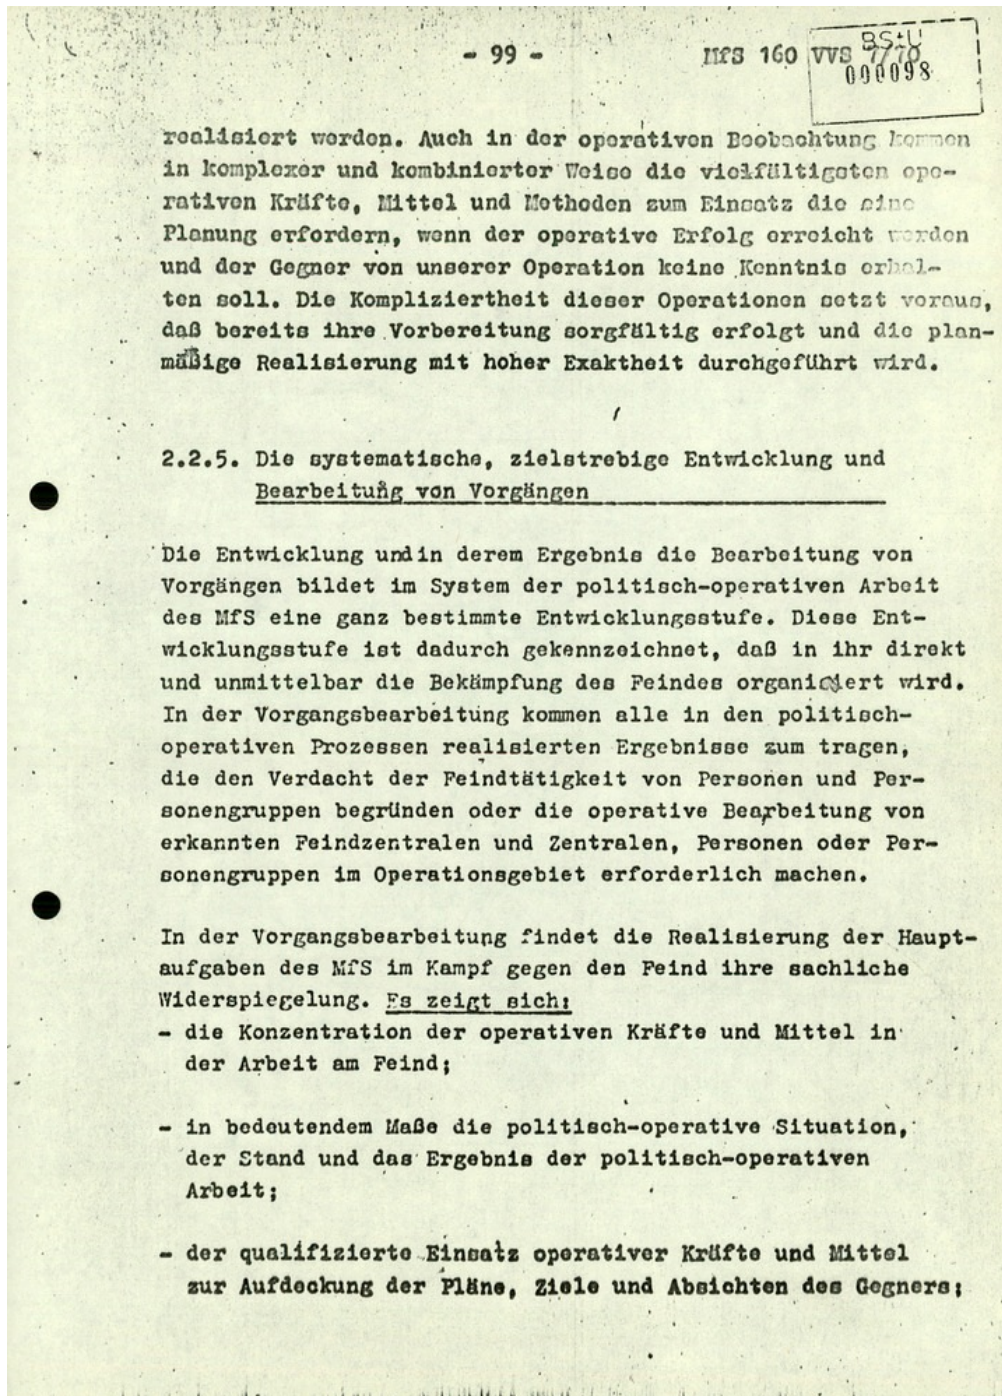 - 99 -
MfS 160 VVS 7/70
BStU
000098
realisiert werden. Auch in der operativen Beobachtung kommen
in komplexer und kombinierter Weise die vielfältigsten ope-
rativen Kräfte, Mittel und Methoden zum Einsatz die eine
Planung erfordern, wenn der operative Erfolg erreicht werden
und der Gegner von unserer Operation keine Kenntnis erhal-
ten soll. Die Kompliziertheit dieser Operationen setzt voraus,
daß bereits ihre Vorbereitung sorgfältig erfolgt und die plan-
mäßige Realisierung mit hoher Exaktheit durchgeführt wird.
2.2.5. Die systematische, zielstrebige Entwicklung und
Bearbeitung von Vorgängen
Die Entwicklung und in derem Ergebnis die Bearbeitung von
Vorgängen bildet im System der politisch-operativen Arbeit
des MfS eine ganz bestimmte Entwicklungsstufe. Diese Ent-
wicklungsstufe ist dadurch gekennzeichnet, daß in ihr direkt
und unmittelbar die Bekämpfung des Feindes organisiert wird.
In der Vorgangsbearbeitung kommen alle in den politisch-
operativen Prozessen realisierten Ergebnisse zum tragen,
die den Verdacht der Feindtätigkeit von Personen und Per-
sonengruppen begründen oder die operative Bearbeitung von
erkannten Feindzentralen und Zentralen, Personen oder Per-
sonengruppen im Operationsgebiet erforderlich machen.
In der Vorgangsbearbeitung findet die Realisierung der Haupt-
aufgaben des MfS im Kampf gegen den Feind ihre sachliche
Widerspiegelung. Es zeigt sich:
- die Konzentration der operativen Kräfte und Mittel in
der Arbeit am Feind;
- in bedeutendem Maße die politisch-operative Situation,
der Stand und das Ergebnis der politisch-operativen
Arbeit;
- der qualifizierte Einsatz operativer Kräfte und Mittel
zur Aufdeckung der Pläne, Ziele und Absichten des Gegners;